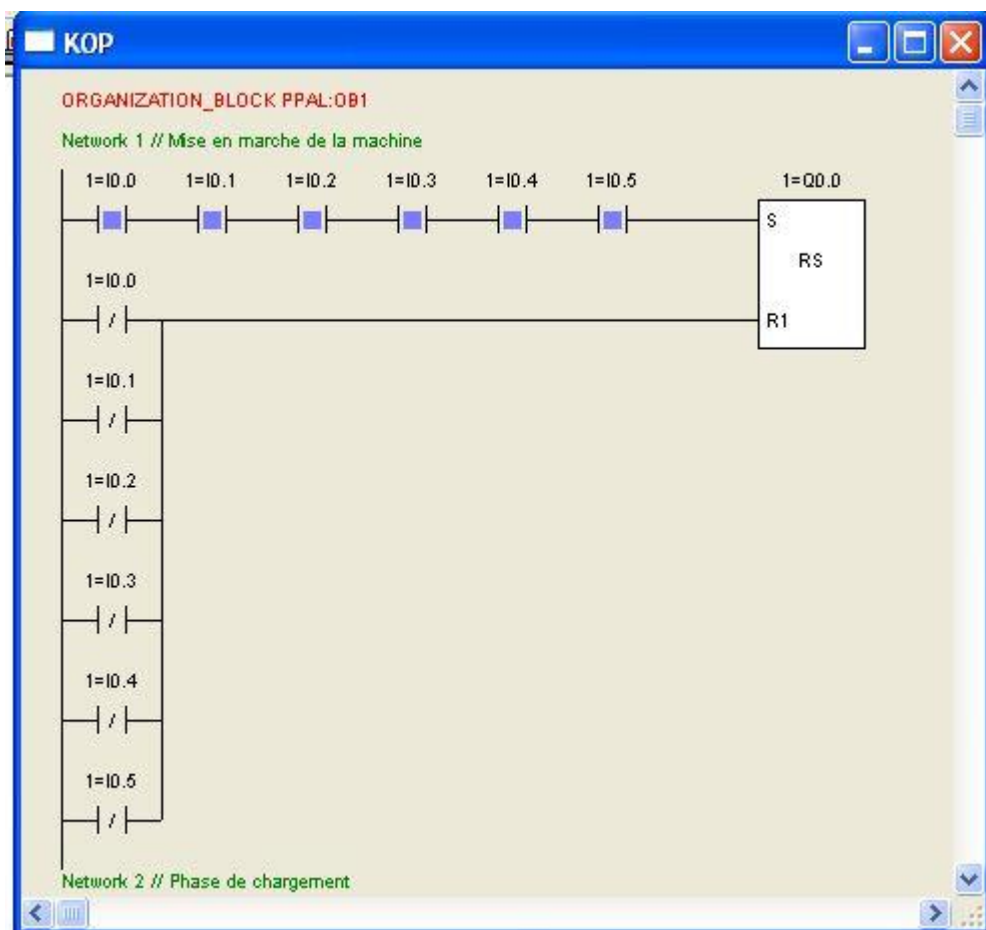 KOP
ORGANIZATION_BLOCK PPAL:OB1
Network 1 // Mise en marche de la machine
1=I0.0 1=I0.1 1=I0.2 1=I0.3 1=I0.4 1=I0.5 1=Q0.0
S
RS
1=I0.0
R1
1=I0.1
1=I0.2
1=I0.3
1=I0.4
1=I0.5
Network 2 // Phase de chargement